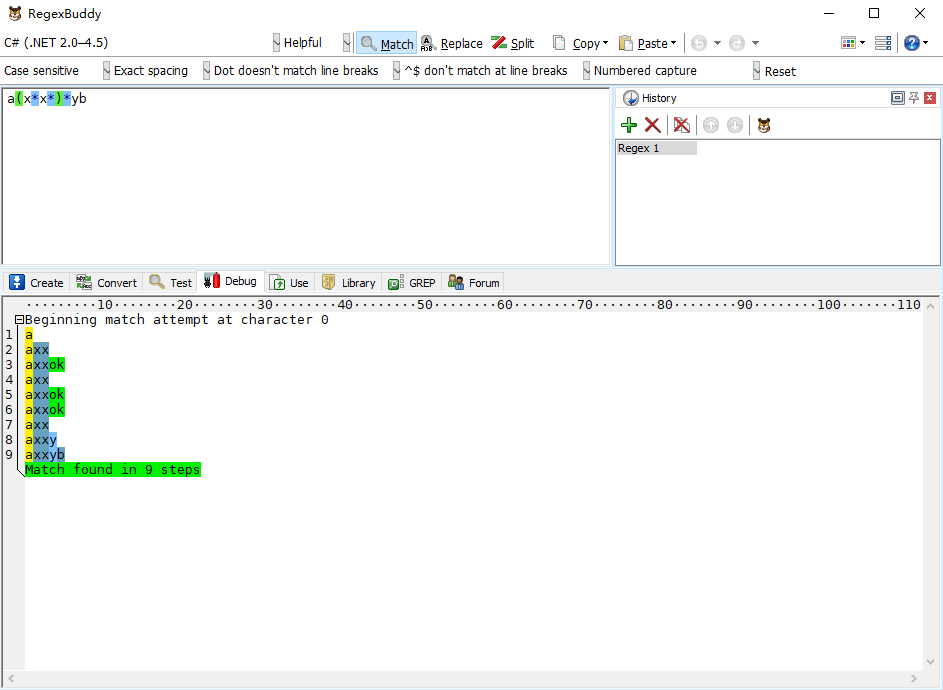 RegexBuddy
C# (.NET 2.0–4.5) Helpful Match Replace Split Copy Paste
Case sensitive Exact spacing Dot doesn't match line breaks ^$ don't match at line breaks Numbered capture Reset
a(x*x*)*yb
History
Regex 1
Create Convert Test Debug Use Library GREP Forum
·········10········20········30········40········50········60········70········80········90·······100·······110
Beginning match attempt at character 0
1 a
2 axx
3 axxok
4 axx
5 axxok
6 axxok
7 axx
8 axxy
9 axxyb
Match found in 9 steps